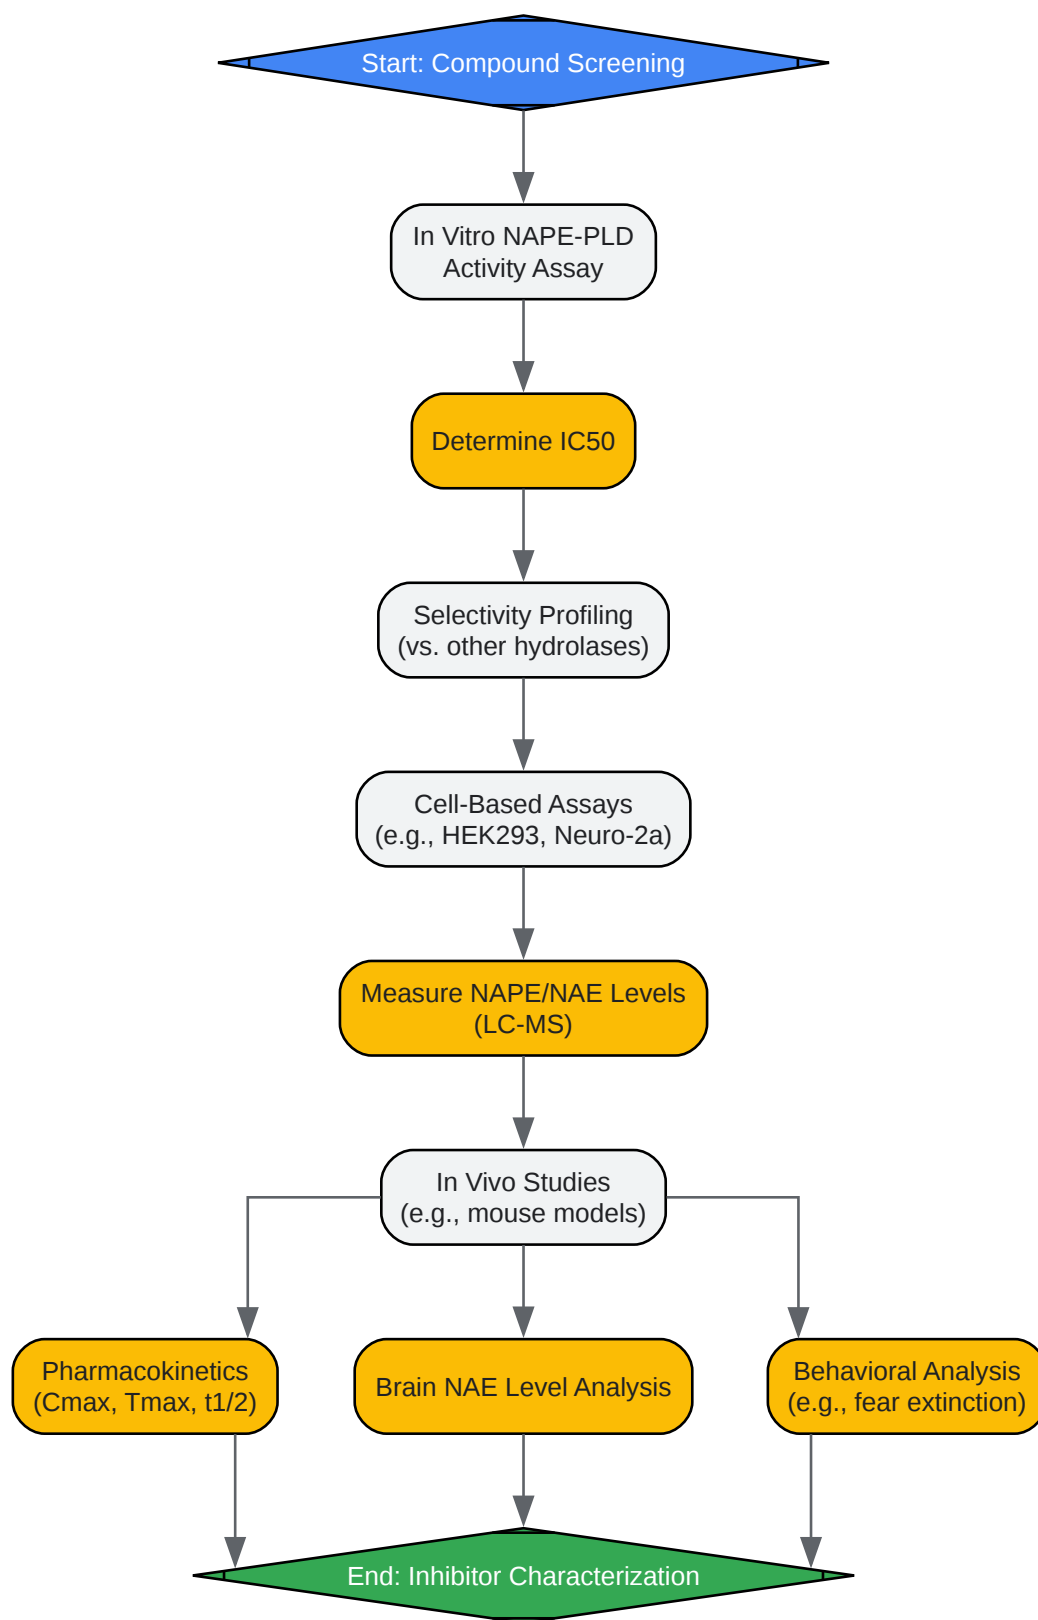 Start: Compound Screening
In Vitro NAPE-PLD
Activity Assay
Determine IC50
Selectivity Profiling
(vs. other hydrolases)
Cell-Based Assays
(e.g., HEK293, Neuro-2a)
Measure NAPE/NAE Levels
(LC-MS)
In Vivo Studies
(e.g., mouse models)
Pharmacokinetics
(Cmax, Tmax, t1/2)
Brain NAE Level Analysis
Behavioral Analysis
(e.g., fear extinction)
End: Inhibitor Characterization